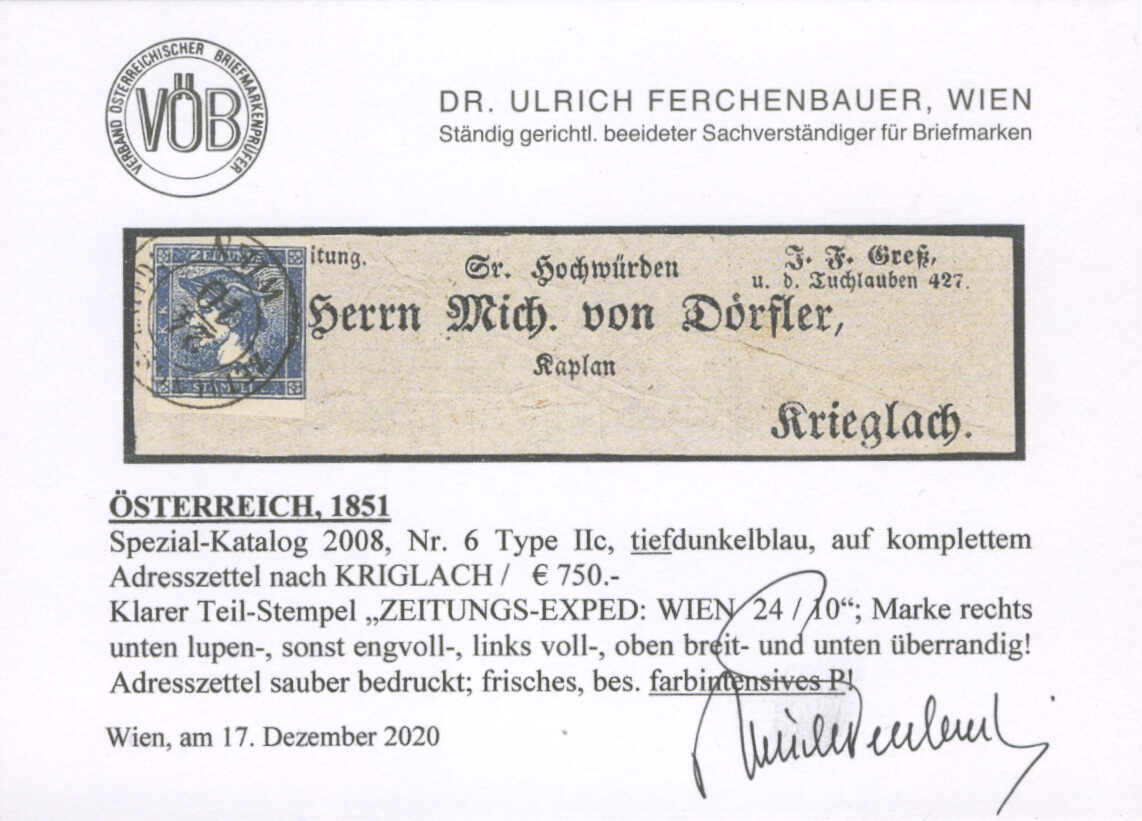 VERBAND ÖSTERREICHISCHER BRIEFMARKENPRÜFER
VÖB
DR. ULRICH FERCHENBAUER, WIEN
Ständig gerichtl. beeideter Sachverständiger für Briefmarken
itung.
Sr. Hochwürden
J. F. Greß,
u. d. Tuchlauben 427.
Herrn Mich. von Dörfler,
Kaplan
Krieglach.
ÖSTERREICH, 1851
Spezial-Katalog 2008, Nr. 6 Type IIc, tiefdunkelblau, auf komplettem
Adresszettel nach KRIGLACH / € 750.-
Klarer Teil-Stempel „ZEITUNGS-EXPED: WIEN 24 / 10“; Marke rechts
unten lupen-, sonst engvoll-, links voll-, oben breit- und unten überrandig!
Adresszettel sauber bedruckt; frisches, bes. farbintensives P!
Wien, am 17. Dezember 2020